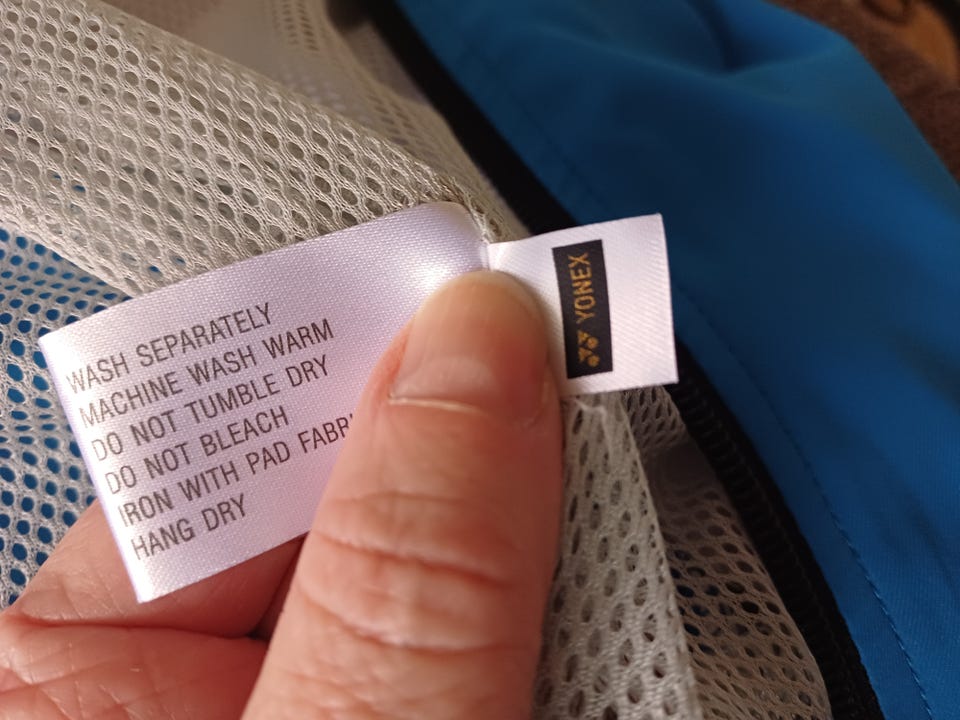 WASH SEPARATELY
MACHINE WASH WARM
DO NOT TUMBLE DRY
DO NOT BLEACH
IRON WITH PAD
HANG DRY
YONEX